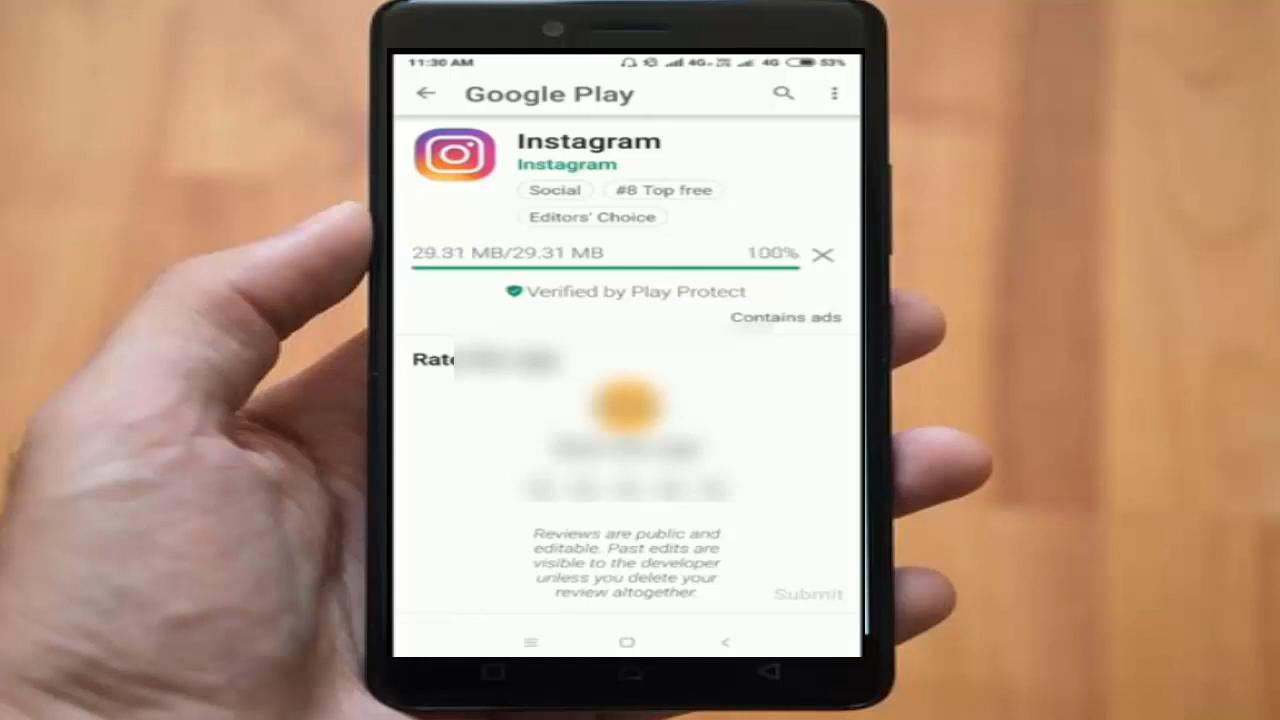 11:30 AM 4G+ 4G 53%
Google Play
Instagram
Instagram
Social #8 Top free
Editors' Choice
29.31 MB/29.31 MB 100%
Verified by Play Protect
Contains ads
Reviews are public and
editable. Past edits are
visible to the developer
unless you delete your
review altogether.
Submit